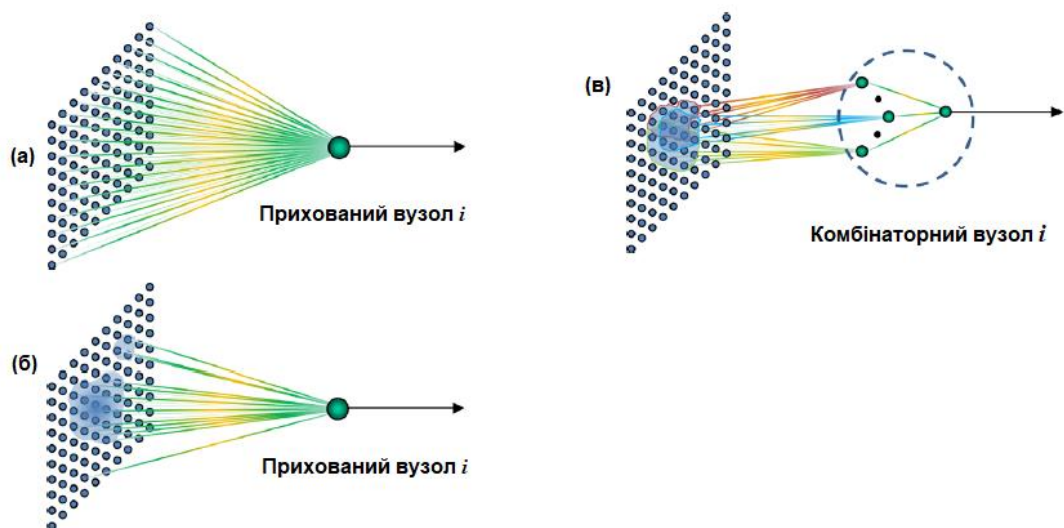 (а)
Прихований вузол i
(б)
Прихований вузол i
(в)
Комбінаторний вузол i